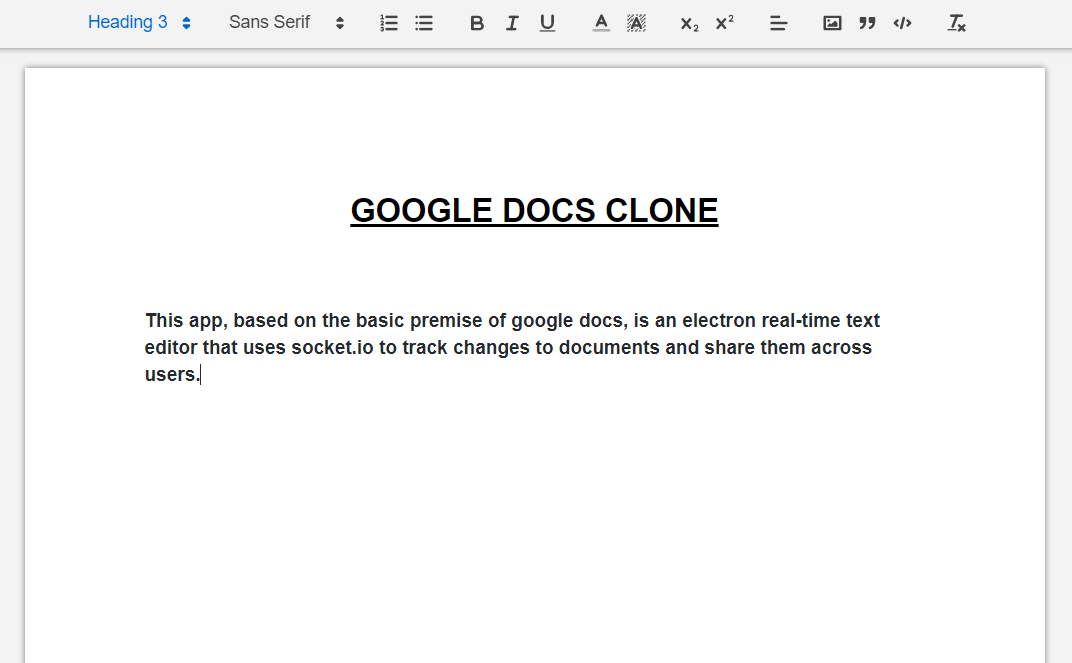 Heading 3 Sans Serif
GOOGLE DOCS CLONE
This app, based on the basic premise of google docs, is an electron real-time text
editor that uses socket.io to track changes to documents and share them across
users.